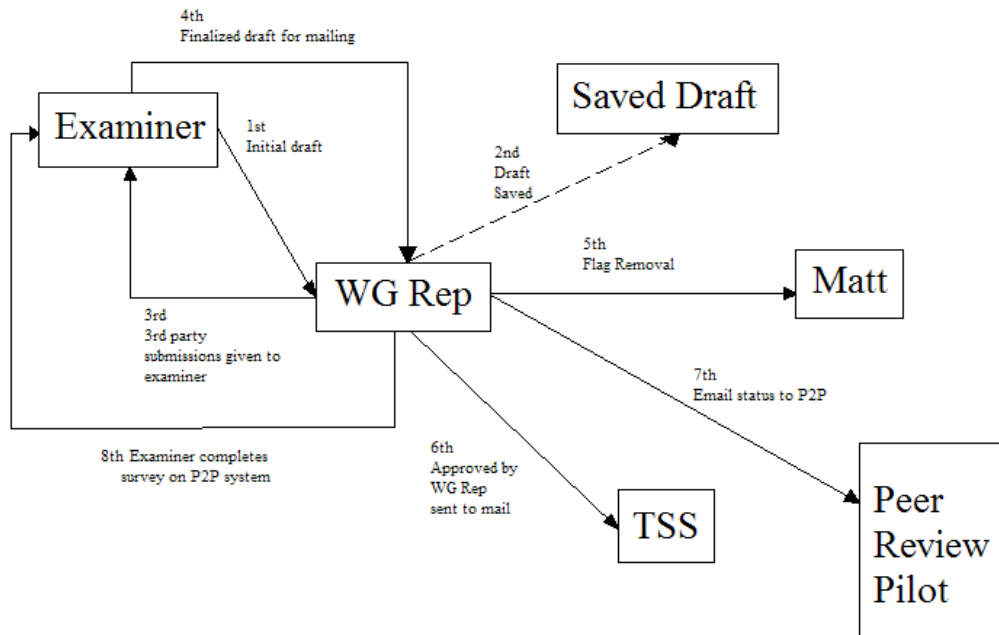 4th
Finalized draft for mailing
Examiner
1st
Initial draft
Saved Draft
2nd
Draft
Saved
5th
Flag Removal
WG Rep
Matt
3rd
3rd party
submissions given to
examiner
7th
Email status to P2P
8th Examiner completes
survey on P2P system
6th
Approved by
WG Rep
sent to mail
TSS
Peer
Review
Pilot